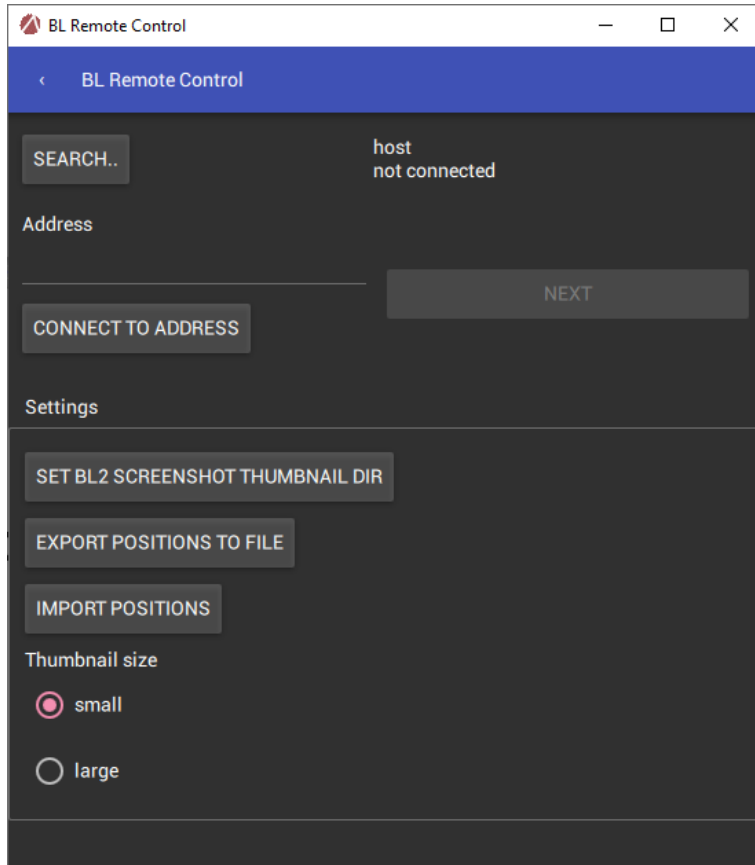 BL Remote Control
‹ BL Remote Control
SEARCH..
host
not connected
Address
NEXT
CONNECT TO ADDRESS
Settings
SET BL2 SCREENSHOT THUMBNAIL DIR
EXPORT POSITIONS TO FILE
IMPORT POSITIONS
Thumbnail size
small
large